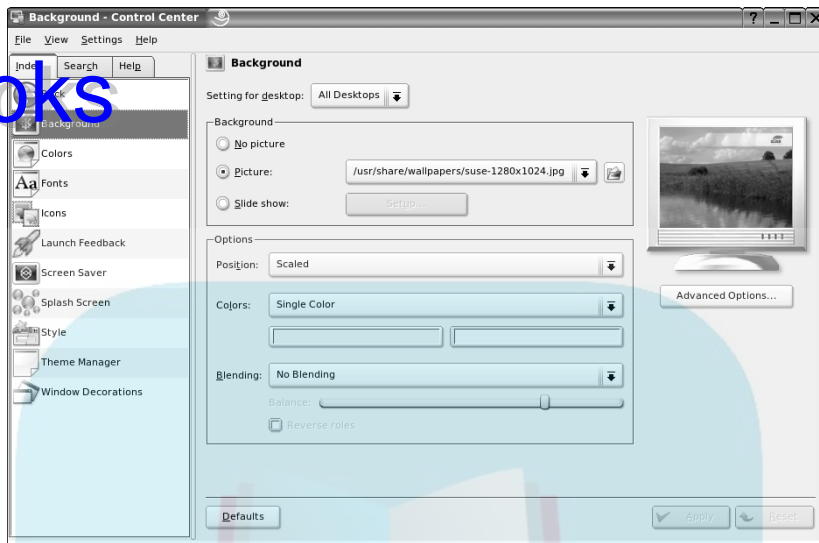 Background - Control Center
File View Settings Help
Index Search Help
oks
Back
Background
Colors
Fonts
Icons
Launch Feedback
Screen Saver
Splash Screen
Style
Theme Manager
Window Decorations
Background
Setting for desktop: All Desktops
Background
No picture
Picture: /usr/share/wallpapers/suse-1280x1024.jpg
Slide show: Setup...
Options
Position: Scaled
Colors: Single Color
Blending: No Blending
Balance:
Reverse roles
Advanced Options...
Defaults Apply Reset